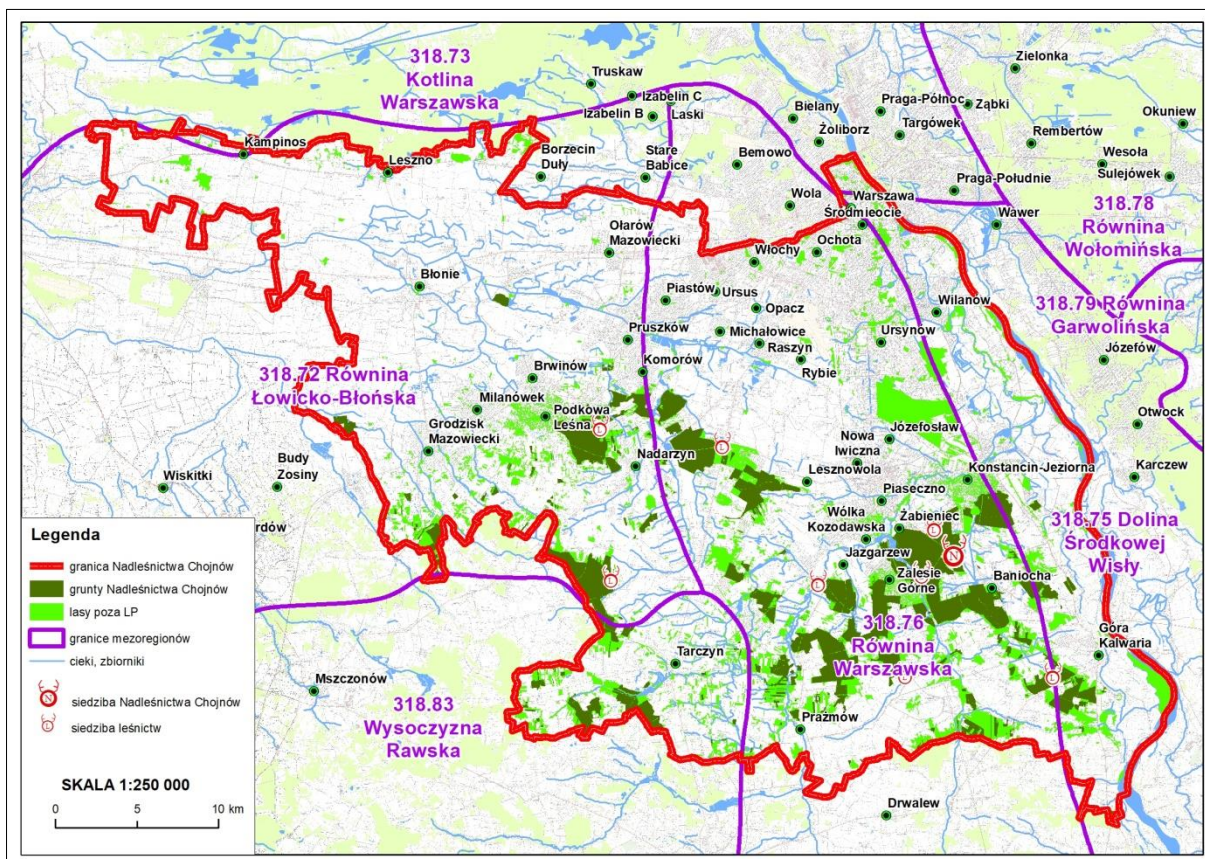 318.73
Kotlina
Warszawska
Truskaw
Izabelin C
Izabelin B
Laski
Zielonka
Bielany
Praga-Północ
Ząbki
Targówek
Okuniew
Żoliborz
Rembertów
Kampinos
Leszno
Borzecin
Duły
Stare
Babice
Bemowo
Wesoła
Sulejówek
Praga-Południe
Wola
Warszawa
Środmieocie
Wawer
318.78
Równina
Wołomińska
Ołarów
Mazowiecki
Włochy
Ochota
Błonie
Piastów
Ursus
Opacz
Wilanów
318.79 Równina
Garwolińska
Pruszków
Michałowice
Raszyn
Ursynow
Józefów
Komorów
Rybie
318.72 Równina
Łowicko-Błońska
Brwinów
Milanówek
Podkowa
Leśna
Grodzisk
Mazowiecki
Otwock
Nowa
Iwiczna
Józefosław
Nadarzyn
Lesznowola
Konstancin-Jeziorna
Karczew
Wiskitki
Budy
Zosiny
rdów
Piaseczno
Wólka
Kozodawska
Żabieniec
318.75 Dolina
Środkowej
Wisły
Jazgarzew
Zalesie
Górne
Baniocha
318.76
Równina
Warszawska
Góra
Kalwaria
Tarczyn
Mszczonów
318.83
Wysoczyzna
Rawska
Prażmów
Drwalew
Legenda
granica Nadleśnictwa Chojnów
grunty Nadleśnictwa Chojnów
lasy poza LP
granice mezoregionów
cieki, zbiorniki
N siedziba Nadleśnictwa Chojnów
L siedziba leśnictw
SKALA 1:250 000
0 5 10 km
N
L
L
L
L
L
L
L
L